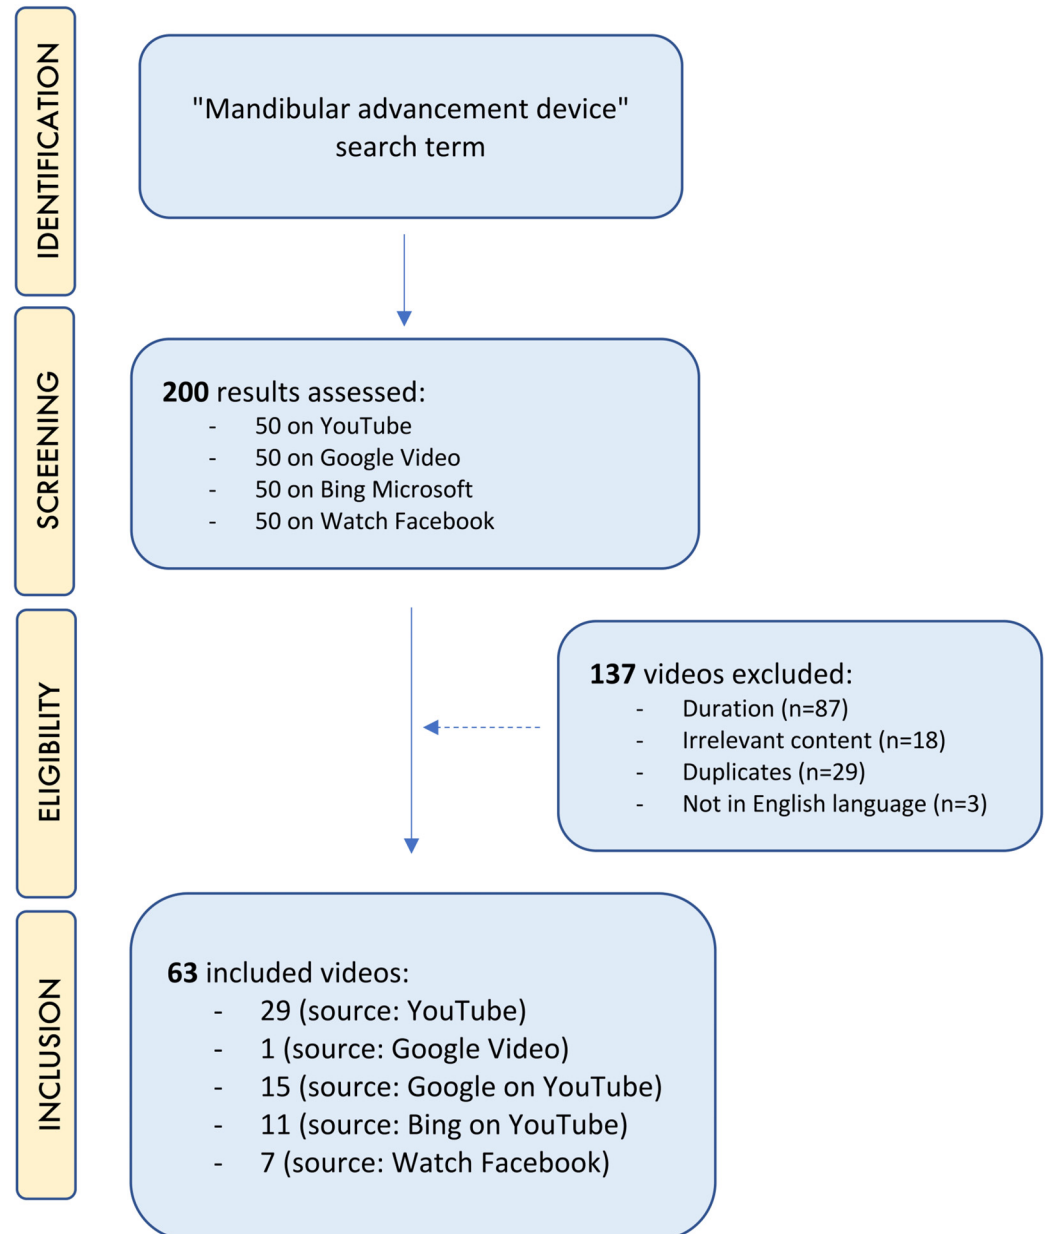 IDENTIFICATION
"Mandibular advancement device"
search term
SCREENING
200 results assessed:
- 50 on YouTube
- 50 on Google Video
- 50 on Bing Microsoft
- 50 on Watch Facebook
ELIGIBILITY
137 videos excluded:
- Duration (n=87)
- Irrelevant content (n=18)
- Duplicates (n=29)
- Not in English language (n=3)
INCLUSION
63 included videos:
- 29 (source: YouTube)
- 1 (source: Google Video)
- 15 (source: Google on YouTube)
- 11 (source: Bing on YouTube)
- 7 (source: Watch Facebook)